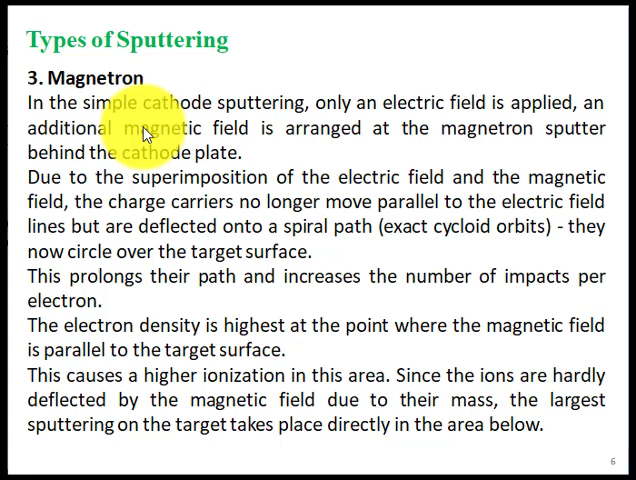 Types of Sputtering
3. Magnetron
In the simple cathode sputtering, only an electric field is applied, an
additional magnetic field is arranged at the magnetron sputter
behind the cathode plate.
Due to the superimposition of the electric field and the magnetic
field, the charge carriers no longer move parallel to the electric field
lines but are deflected onto a spiral path (exact cycloid orbits) - they
now circle over the target surface.
This prolongs their path and increases the number of impacts per
electron.
The electron density is highest at the point where the magnetic field
is parallel to the target surface.
This causes a higher ionization in this area. Since the ions are hardly
deflected by the magnetic field due to their mass, the largest
sputtering on the target takes place directly in the area below.
6